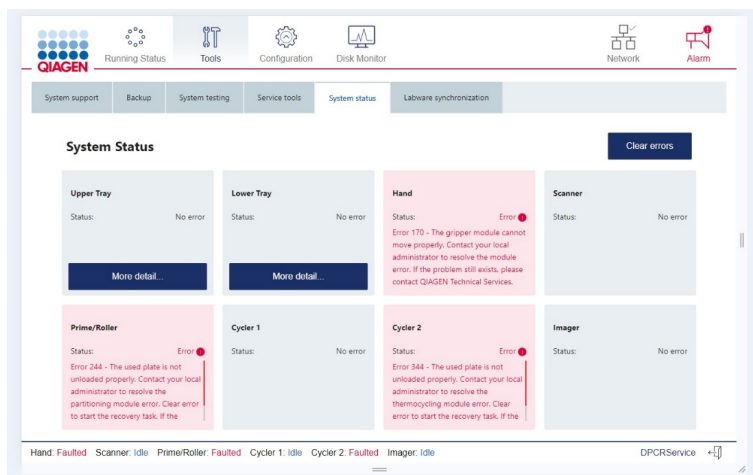 QIAGEN
Running Status
Tools
Configuration
Disk Monitor
Network
Alarm
System support
Backup
System testing
Service tools
System status
Labware synchronization
System Status
Clear errors
Upper Tray
Status: No error
More detail...
Lower Tray
Status: No error
More detail...
Hand
Status: Error
Error 170 - The gripper module cannot
move properly. Contact your local
administrator to resolve the module
error. If the problem still exists, please
contact QIAGEN Technical Services.
Scanner
Status: No error
Prime/Roller
Status: Error
Error 244 - The used plate is not
unloaded properly. Contact your local
administrator to resolve the
partitioning module error. Clear error
to start the recovery task. If the
Cycler 1
Status: No error
Cycler 2
Status: Error
Error 344 - The used plate is not
unloaded properly. Contact your local
administrator to resolve the
thermocycling module error. Clear
error to start the recovery task. If the
Imager
Status: No error
Hand: Faulted Scanner: Idle Prime/Roller: Faulted Cycler 1: Idle Cycler 2: Faulted Imager: Idle
DPCRService